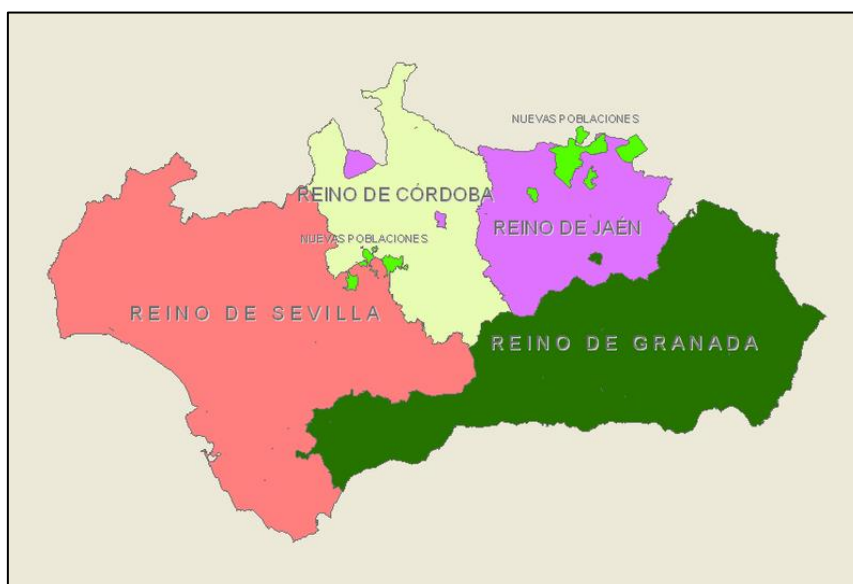 NUEVAS POBLACIONES
REINO DE CÓRDOBA
REINO DE JAÉN
NUEVAS POBLACIONES
REINO DE SEVILLA
REINO DE GRANADA